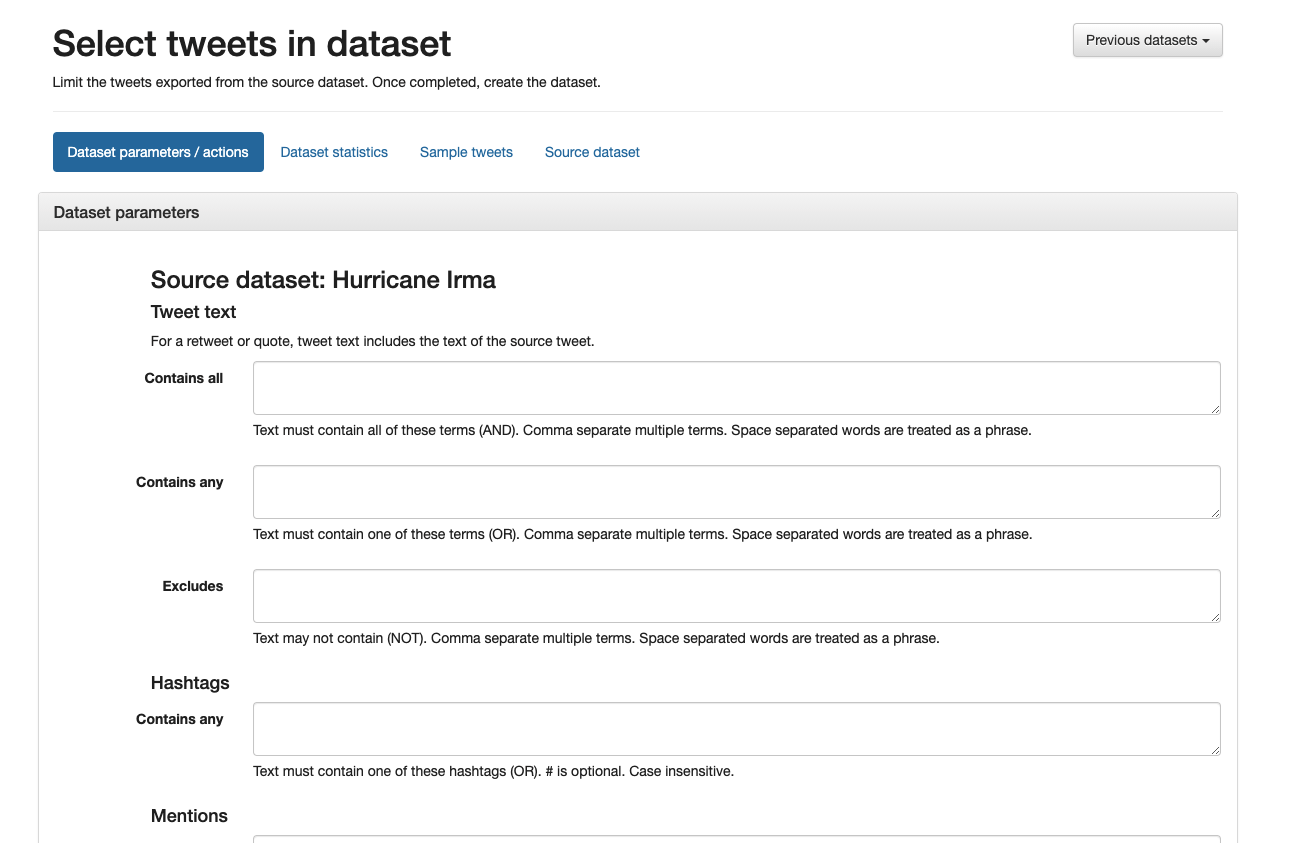 Select tweets in dataset
Previous datasets
Limit the tweets exported from the source dataset. Once completed, create the dataset.
Dataset parameters / actions
Dataset statistics
Sample tweets
Source dataset
Dataset parameters
Source dataset: Hurricane Irma
Tweet text
For a retweet or quote, tweet text includes the text of the source tweet.
Contains all
Text must contain all of these terms (AND). Comma separate multiple terms. Space separated words are treated as a phrase.
Contains any
Text must contain one of these terms (OR). Comma separate multiple terms. Space separated words are treated as a phrase.
Excludes
Text may not contain (NOT). Comma separate multiple terms. Space separated words are treated as a phrase.
Hashtags
Contains any
Text must contain one of these hashtags (OR). # is optional. Case insensitive.
Mentions